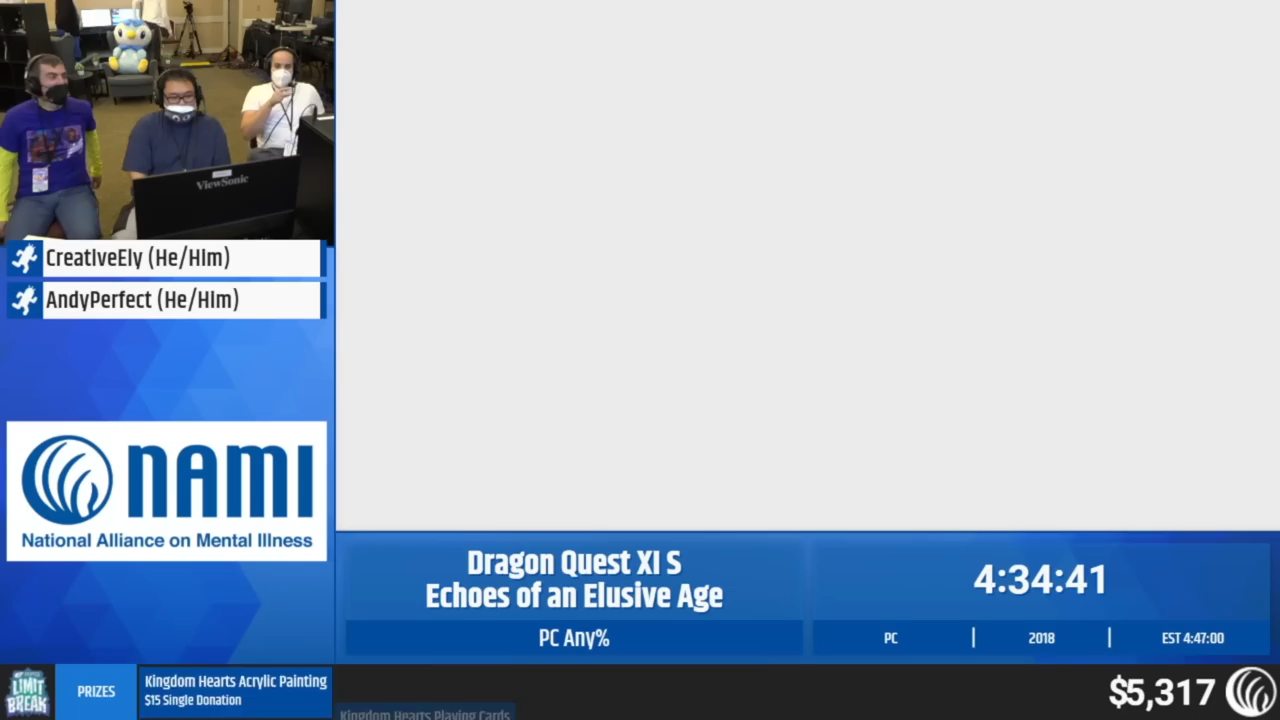 ViewSonic
CreatIveEly (He/HIm)
AndyPerfect (He/HIm)
NAMI
National Alliance on Mental Illness
Dragon Quest XI S
Echoes of an Elusive Age
4:34:41
PC Any%
PC
2018
EST 4:47:00
LIMIT
BREAK
PRIZES
Kingdom Hearts Acrylic Painting
$15 Single Donation
Kingdom Hearts Playing Cards
$5,317